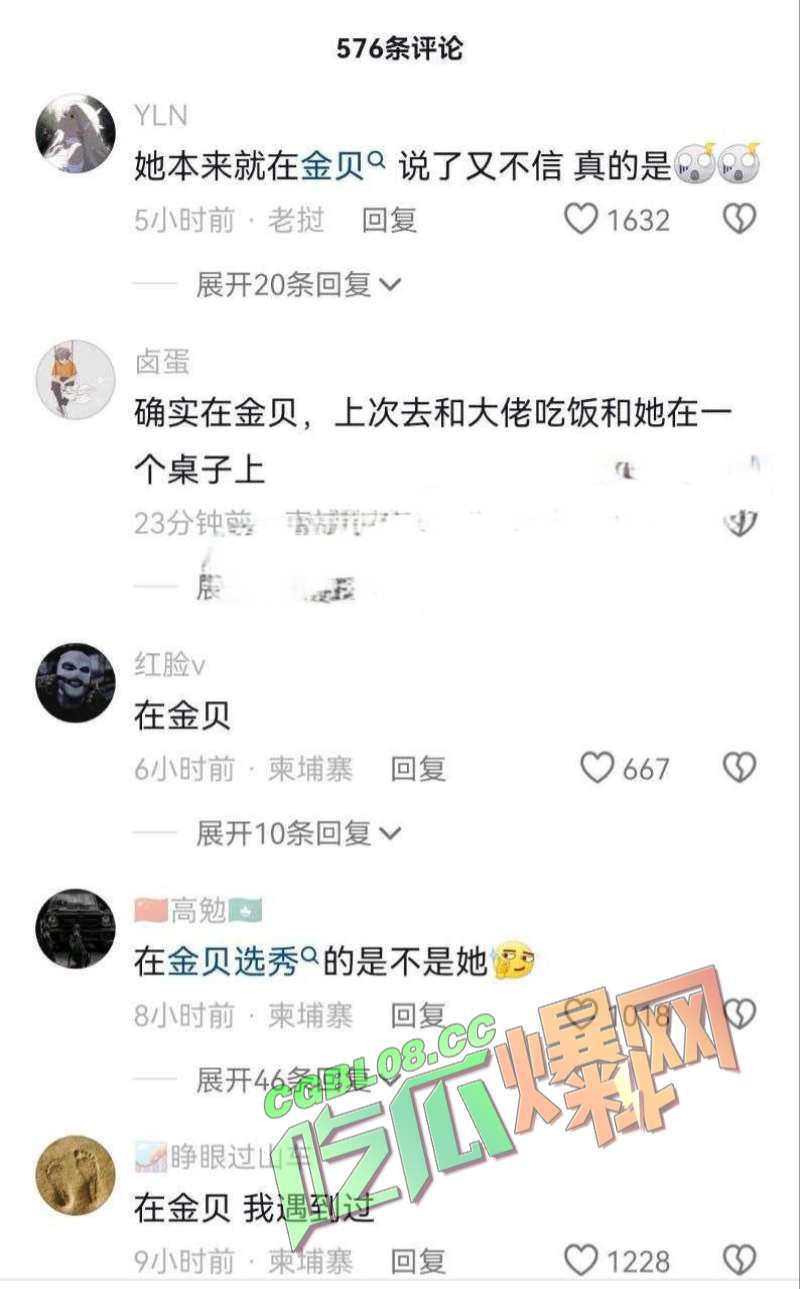 576条评论
YLN
她本来就在金贝 说了又不信 真的是
5小时前 · 老挝 回复 1632
展开20条回复
卤蛋
确实在金贝，上次去和大佬吃饭和她在一
个桌子上
23分钟前
展
红脸v
在金贝
6小时前 · 柬埔寨 回复 667
展开10条回复
高勉
在金贝选秀的是不是她
8小时前 · 柬埔寨 回复 1018
展开46条回复
CGBL08.CC
吃瓜爆料网
睁眼过山车
在金贝 我遇到过
9小时前 · 柬埔寨 回复 1228